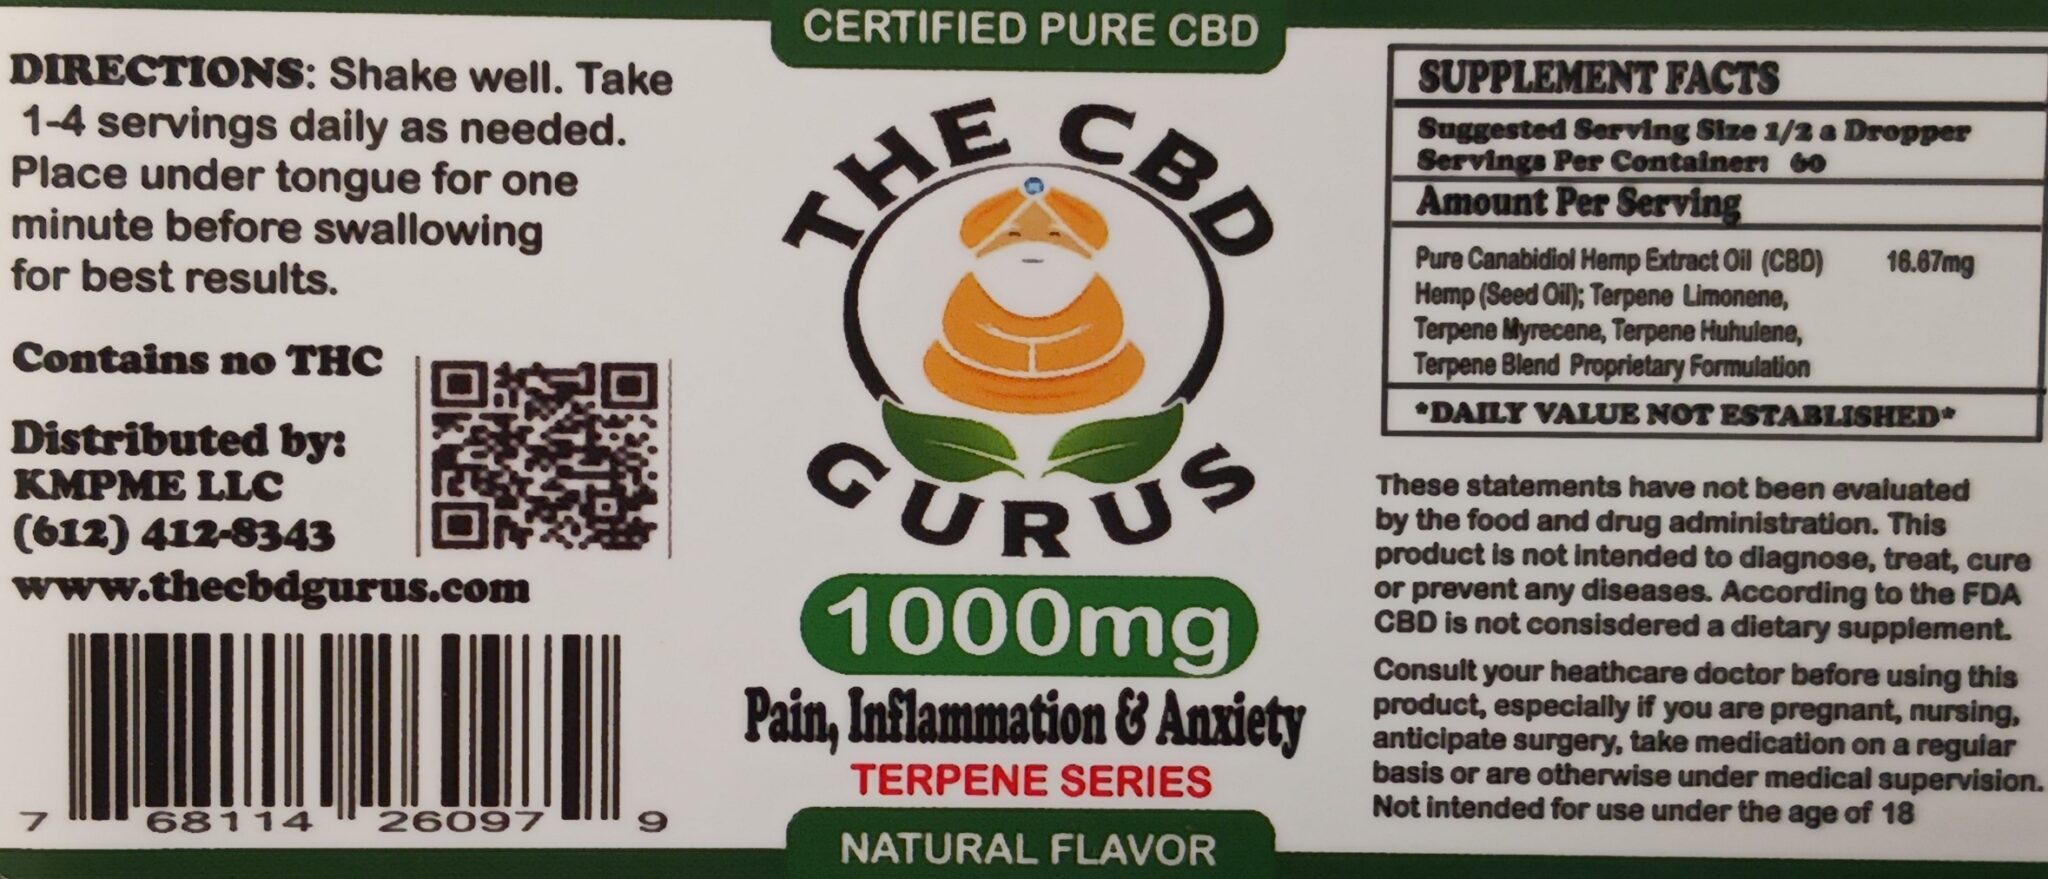 CERTIFIED PURE CBD
DIRECTIONS: Shake well. Take
1-4 servings daily as needed.
Place under tongue for one
minute before swallowing
for best results.
Contains no THC
Distributed by:
KMPME LLC
(612) 412-8343
www.thecbdgurus.com
7 68114 26097 9
THE CBD
GURUS
1000mg
Pain, Inflammation & Anxiety
TERPENE SERIES
NATURAL FLAVOR
SUPPLEMENT FACTS
Suggested Serving Size 1/2 a Dropper
Servings Per Container: 60
Amount Per Serving
Pure Canabidiol Hemp Extract Oil (CBD) 16.67mg
Hemp (Seed Oil); Terpene Limonene,
Terpene Myrecene, Terpene Huhulene,
Terpene Blend Proprietary Formulation
*DAILY VALUE NOT ESTABLISHED*
These statements have not been evaluated
by the food and drug administration. This
product is not intended to diagnose, treat, cure
or prevent any diseases. According to the FDA
CBD is not consisdered a dietary supplement.
Consult your heathcare doctor before using this
product, especially if you are pregnant, nursing,
anticipate surgery, take medication on a regular
basis or are otherwise under medical supervision.
Not intended for use under the age of 18